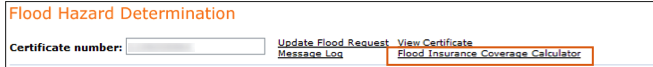 Flood Hazard Determination
Certificate number: Update Flood Request View Certificate
Message Log Flood Insurance Coverage Calculator